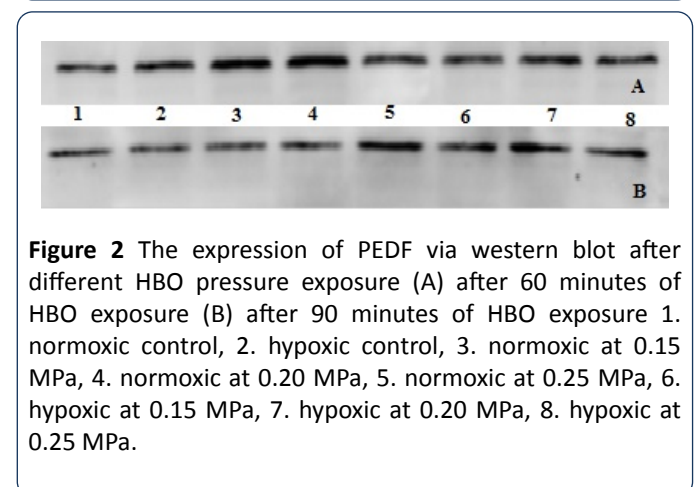 A
1 2 3 4 5 6 7 8
B
Figure 2 The expression of PEDF via western blot after
different HBO pressure exposure (A) after 60 minutes of
HBO exposure (B) after 90 minutes of HBO exposure 1.
normoxic control, 2. hypoxic control, 3. normoxic at 0.15
MPa, 4. normoxic at 0.20 MPa, 5. normoxic at 0.25 MPa, 6.
hypoxic at 0.15 MPa, 7. hypoxic at 0.20 MPa, 8. hypoxic at
0.25 MPa.